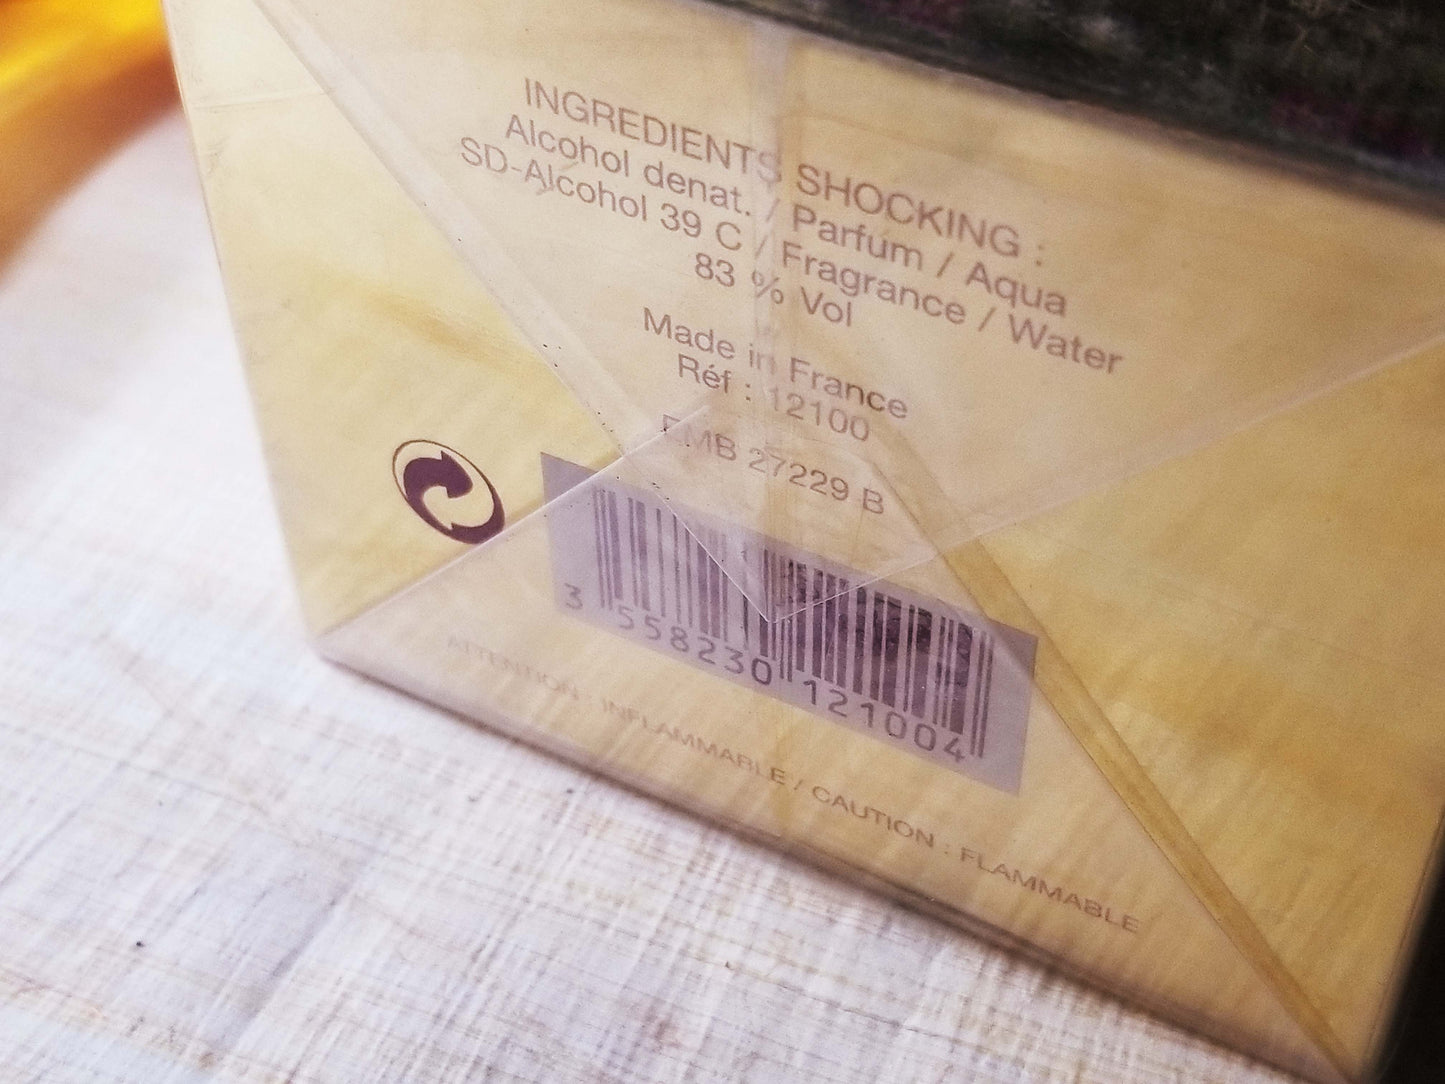 INGREDIENTS SHOCKING :
Alcohol denat. / Parfum / Aqua
SD-Alcohol 39 C / Fragrance / Water
83 % Vol
Made in France
Réf : 12100
EMB 27229 B
3 558230 121004
ATTENTION : INFLAMMABLE / CAUTION : FLAMMABLE